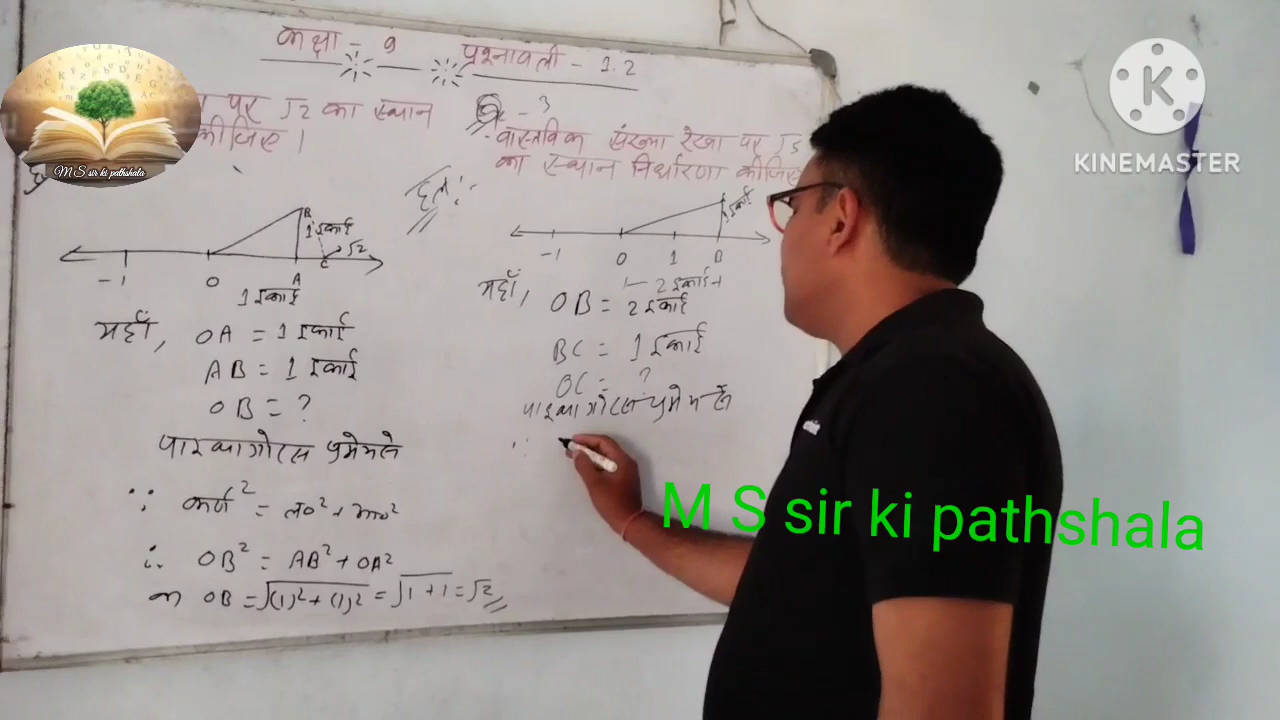 कक्षा - 9 प्रश्नावली - 1.2
पर √2 का स्थान
कीजिए।
- 3
वास्तविक संख्या रेखा पर √5
का स्थान निर्धारण कीजिए
हल:-
B
1 इकाई
√2
-1 0 A C
1 इकाई
यहाँ, OA = 1 इकाई
AB = 1 इकाई
OB = ?
पाइथागोरस प्रमेय से
∵ कर्ण² = ल०² + आ०²
∴ OB² = AB² + OA²
OB = √(1)²+(1)² = √1+1 = √2
1 इकाई
-1 0 1 B
2 इकाई
यहाँ, OB = 2 इकाई
BC = 1 इकाई
OC = ?
पाइथागोरस प्रमेय से
∵
M S sir ki pathshala
K
KINEMASTER
M S sir ki pathshala